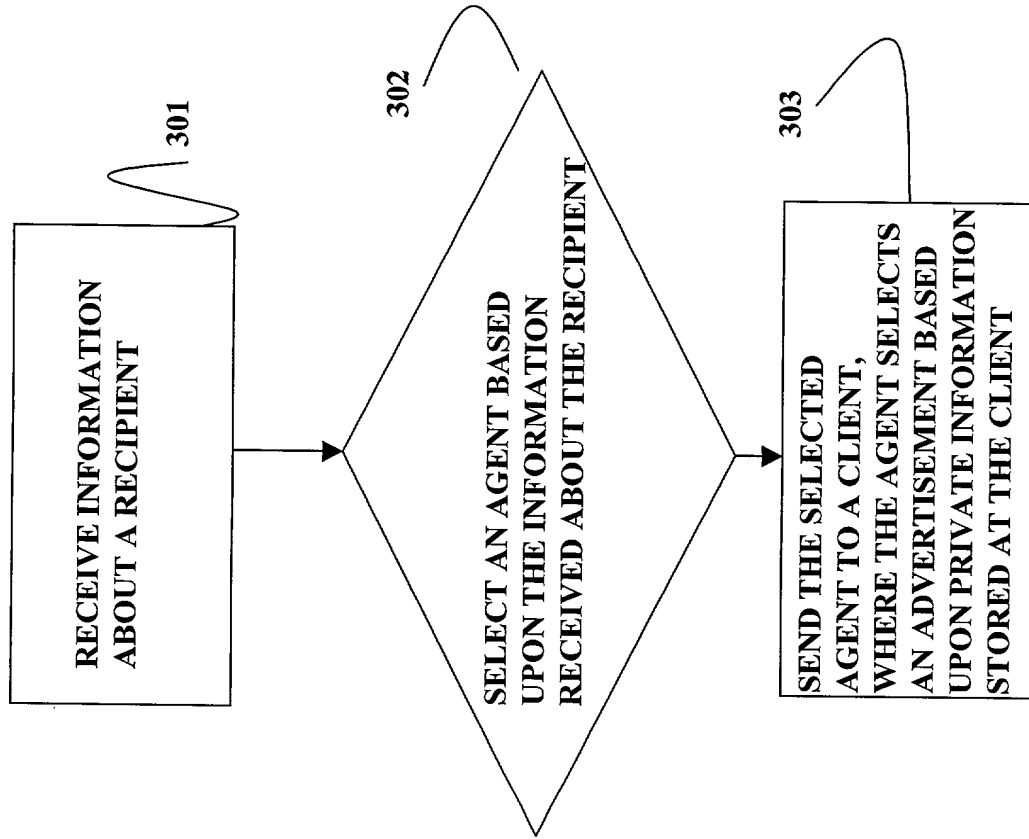 RECEIVE INFORMATION
ABOUT A RECIPIENT
301
SELECT AN AGENT BASED
UPON THE INFORMATION
RECEIVED ABOUT THE RECIPIENT
302
SEND THE SELECTED
AGENT TO A CLIENT,
WHERE THE AGENT SELECTS
AN ADVERTISEMENT BASED
UPON PRIVATE INFORMATION
STORED AT THE CLIENT
303